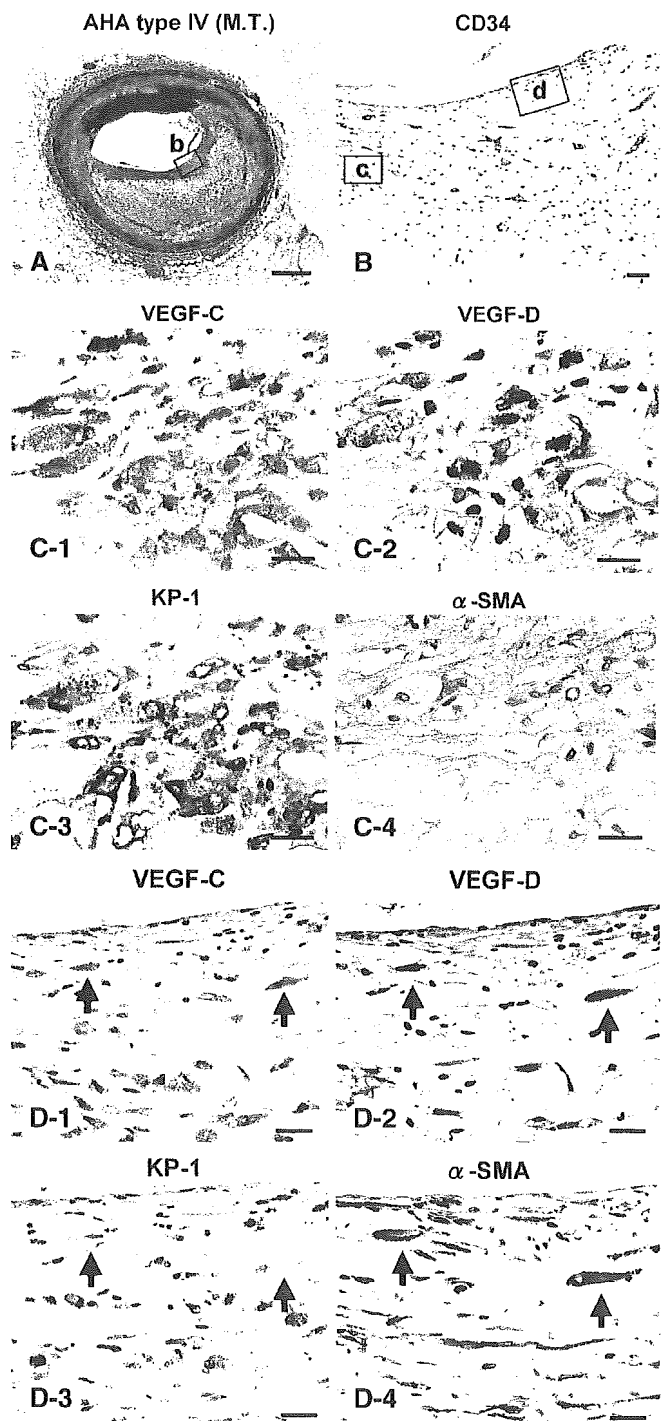 AHA type IV (M.T.)
CD34
b
A
d
c
B
VEGF-C
VEGF-D
C-1
C-2
KP-1
α-SMA
C-3
C-4
VEGF-C
VEGF-D
D-1
D-2
KP-1
α-SMA
D-3
D-4